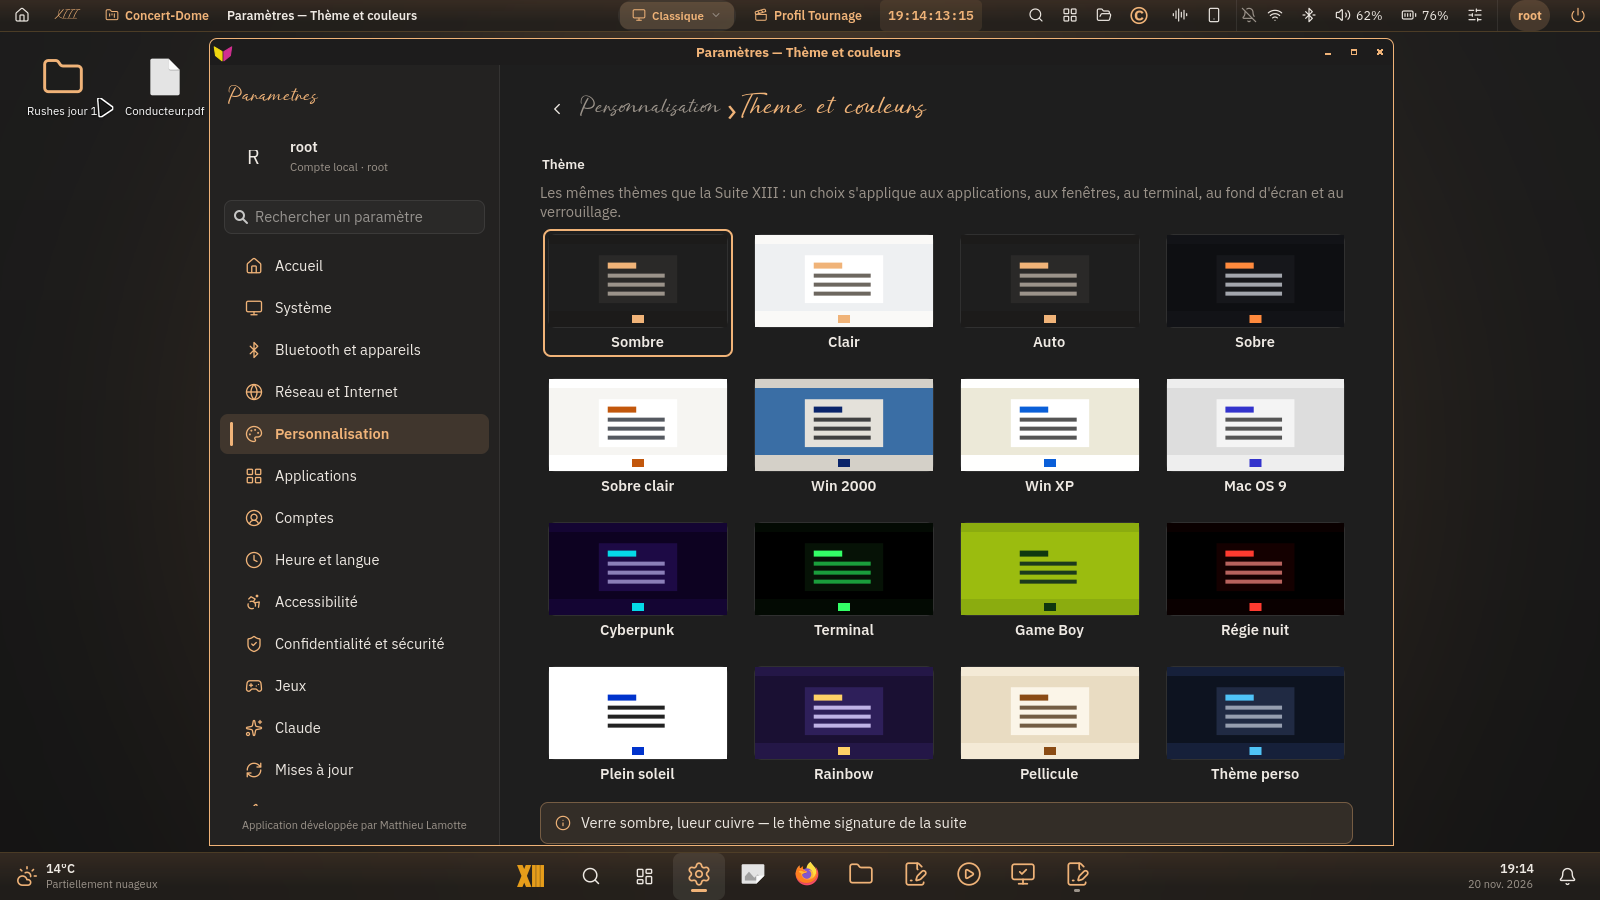 XIII
Concert-Dome
Paramètres — Thème et couleurs
Classique
Profil Tournage
19:14:13:15
62%
76%
root
Rushes jour 1
Conducteur.pdf
Paramètres — Thème et couleurs
Paramètres
R
root
Compte local · root
Rechercher un paramètre
Accueil
Système
Bluetooth et appareils
Réseau et Internet
Personnalisation
Applications
Comptes
Heure et langue
Accessibilité
Confidentialité et sécurité
Jeux
Claude
Mises à jour
Application développée par Matthieu Lamotte
Personnalisation › Thème et couleurs
Thème
Les mêmes thèmes que la Suite XIII : un choix s'applique aux applications, aux fenêtres, au terminal, au fond d'écran et au
verrouillage.
Sombre
Clair
Auto
Sobre
Sobre clair
Win 2000
Win XP
Mac OS 9
Cyberpunk
Terminal
Game Boy
Régie nuit
Plein soleil
Rainbow
Pellicule
Thème perso
Verre sombre, lueur cuivre — le thème signature de la suite
14°C
Partiellement nuageux
XIII
19:14
20 nov. 2026